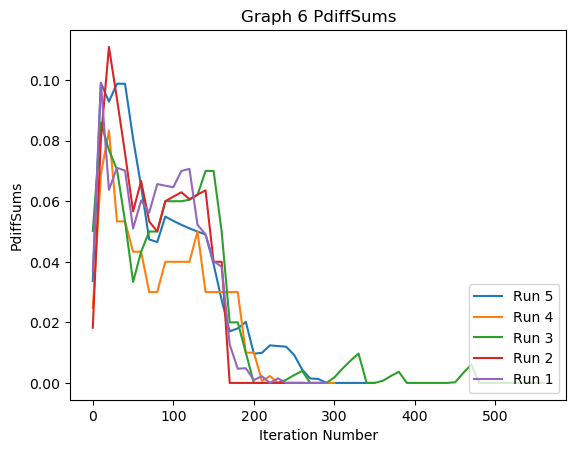 Graph 6 PdiffSums
PdiffSums
0.10
0.08
0.06
0.04
0.02
0.00
0 100 200 300 400 500
Iteration Number
Run 5
Run 4
Run 3
Run 2
Run 1